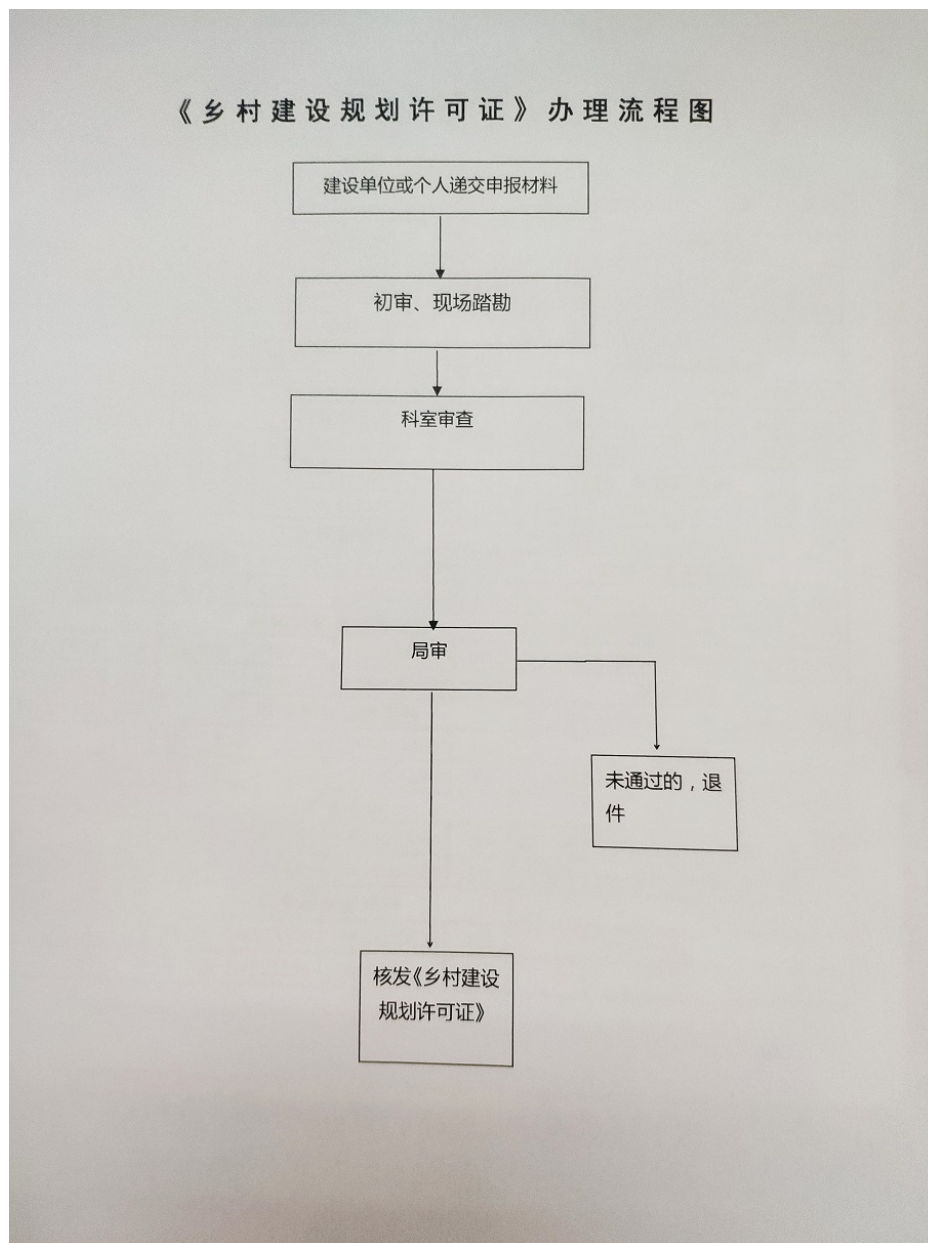 《乡村建设规划许可证》办理流程图
建设单位或个人递交申报材料
初审、现场踏勘
科室审查
局审
未通过的，退
件
核发《乡村建设
规划许可证》